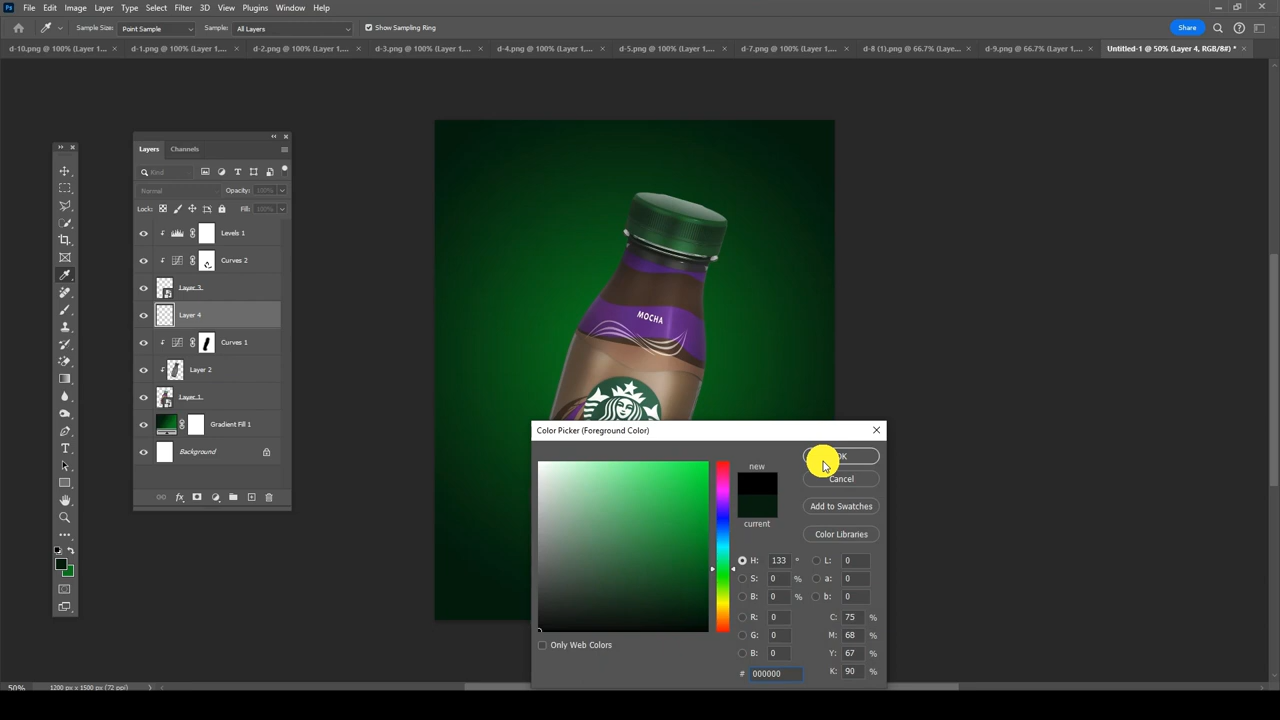 Ps File Edit Image Layer Type Select Filter 3D View Plugins Window Help
Sample Size: Point Sample Sample: All Layers Show Sampling Ring Share
d-10.png @ 100% (Layer 1, × d-1.png @ 100% (Layer 1, × d-2.png @ 100% (Layer 1, × d-3.png @ 100% (Layer 1, × d-4.png @ 100% (Layer 1, × d-5.png @ 100% (Layer 1, × d-7.png @ 100% (Layer 1, × d-8 (1).png @ 66.7% (Laye... × d-9.png @ 66.7% (Layer 1, × Untitled-1 @ 50% (Layer 4, RGB/8#) * ×
Layers Channels
Kind
Normal Opacity: 100%
Lock: Fill: 100%
Levels 1
Curves 2
Layer 3
Layer 4
Curves 1
Layer 2
Layer 1
Gradient Fill 1
Background
MOCHA
Color Picker (Foreground Color)
new
OK
Cancel
current
Add to Swatches
Color Libraries
H: 133 ° L: 0
S: 0 % a: 0
B: 0 % b: 0
R: 0 C: 75 %
G: 0 M: 68 %
B: 0 Y: 67 %
# 000000 K: 90 %
Only Web Colors
50% 1200 px x 1500 px (72 ppi)